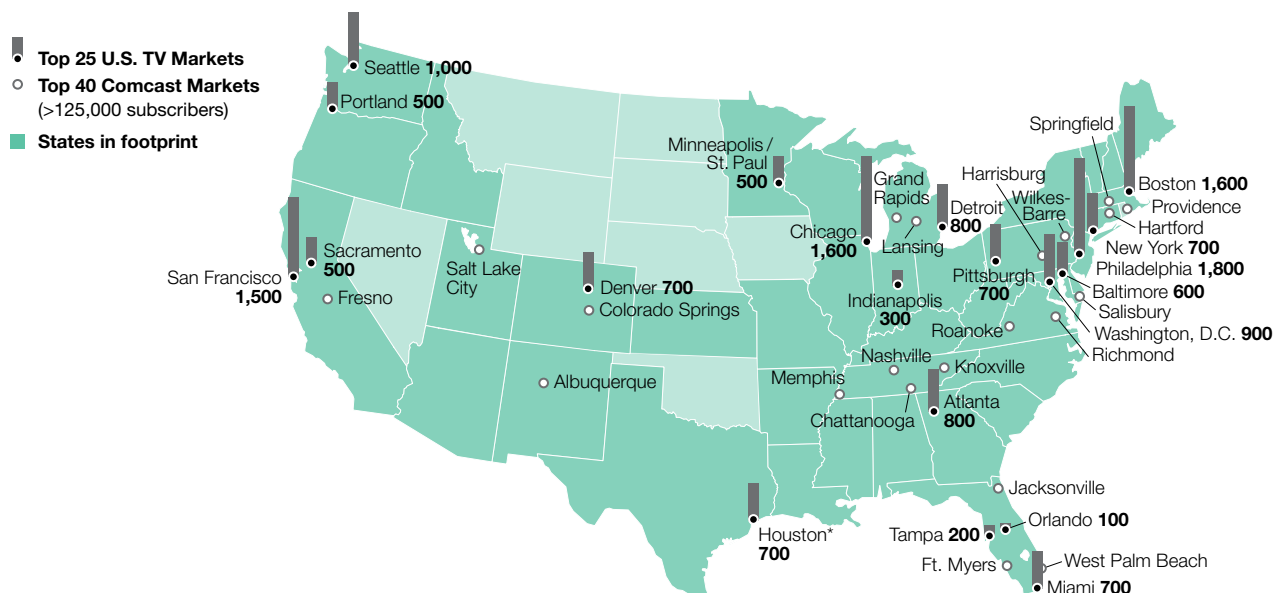 Top 25 U.S. TV Markets
Top 40 Comcast Markets
(>125,000 subscribers)
States in footprint
Seattle 1,000
Portland 500
Minneapolis /
St. Paul
500
Grand
Rapids
Lansing
Detroit
800
Chicago
1,600
Springfield
Harrisburg
Wilkes-
Barre
Boston 1,600
Providence
Hartford
New York 700
Philadelphia 1,800
Baltimore 600
Salisbury
Washington, D.C. 900
Richmond
Pittsburgh
700
Indianapolis
300
Roanoke
Sacramento
500
San Francisco
1,500
Fresno
Salt Lake
City
Denver 700
Colorado Springs
Albuquerque
Nashville
Knoxville
Memphis
Chattanooga
Atlanta
800
Houston*
700
Jacksonville
Orlando 100
Tampa 200
Ft. Myers
West Palm Beach
Miami 700